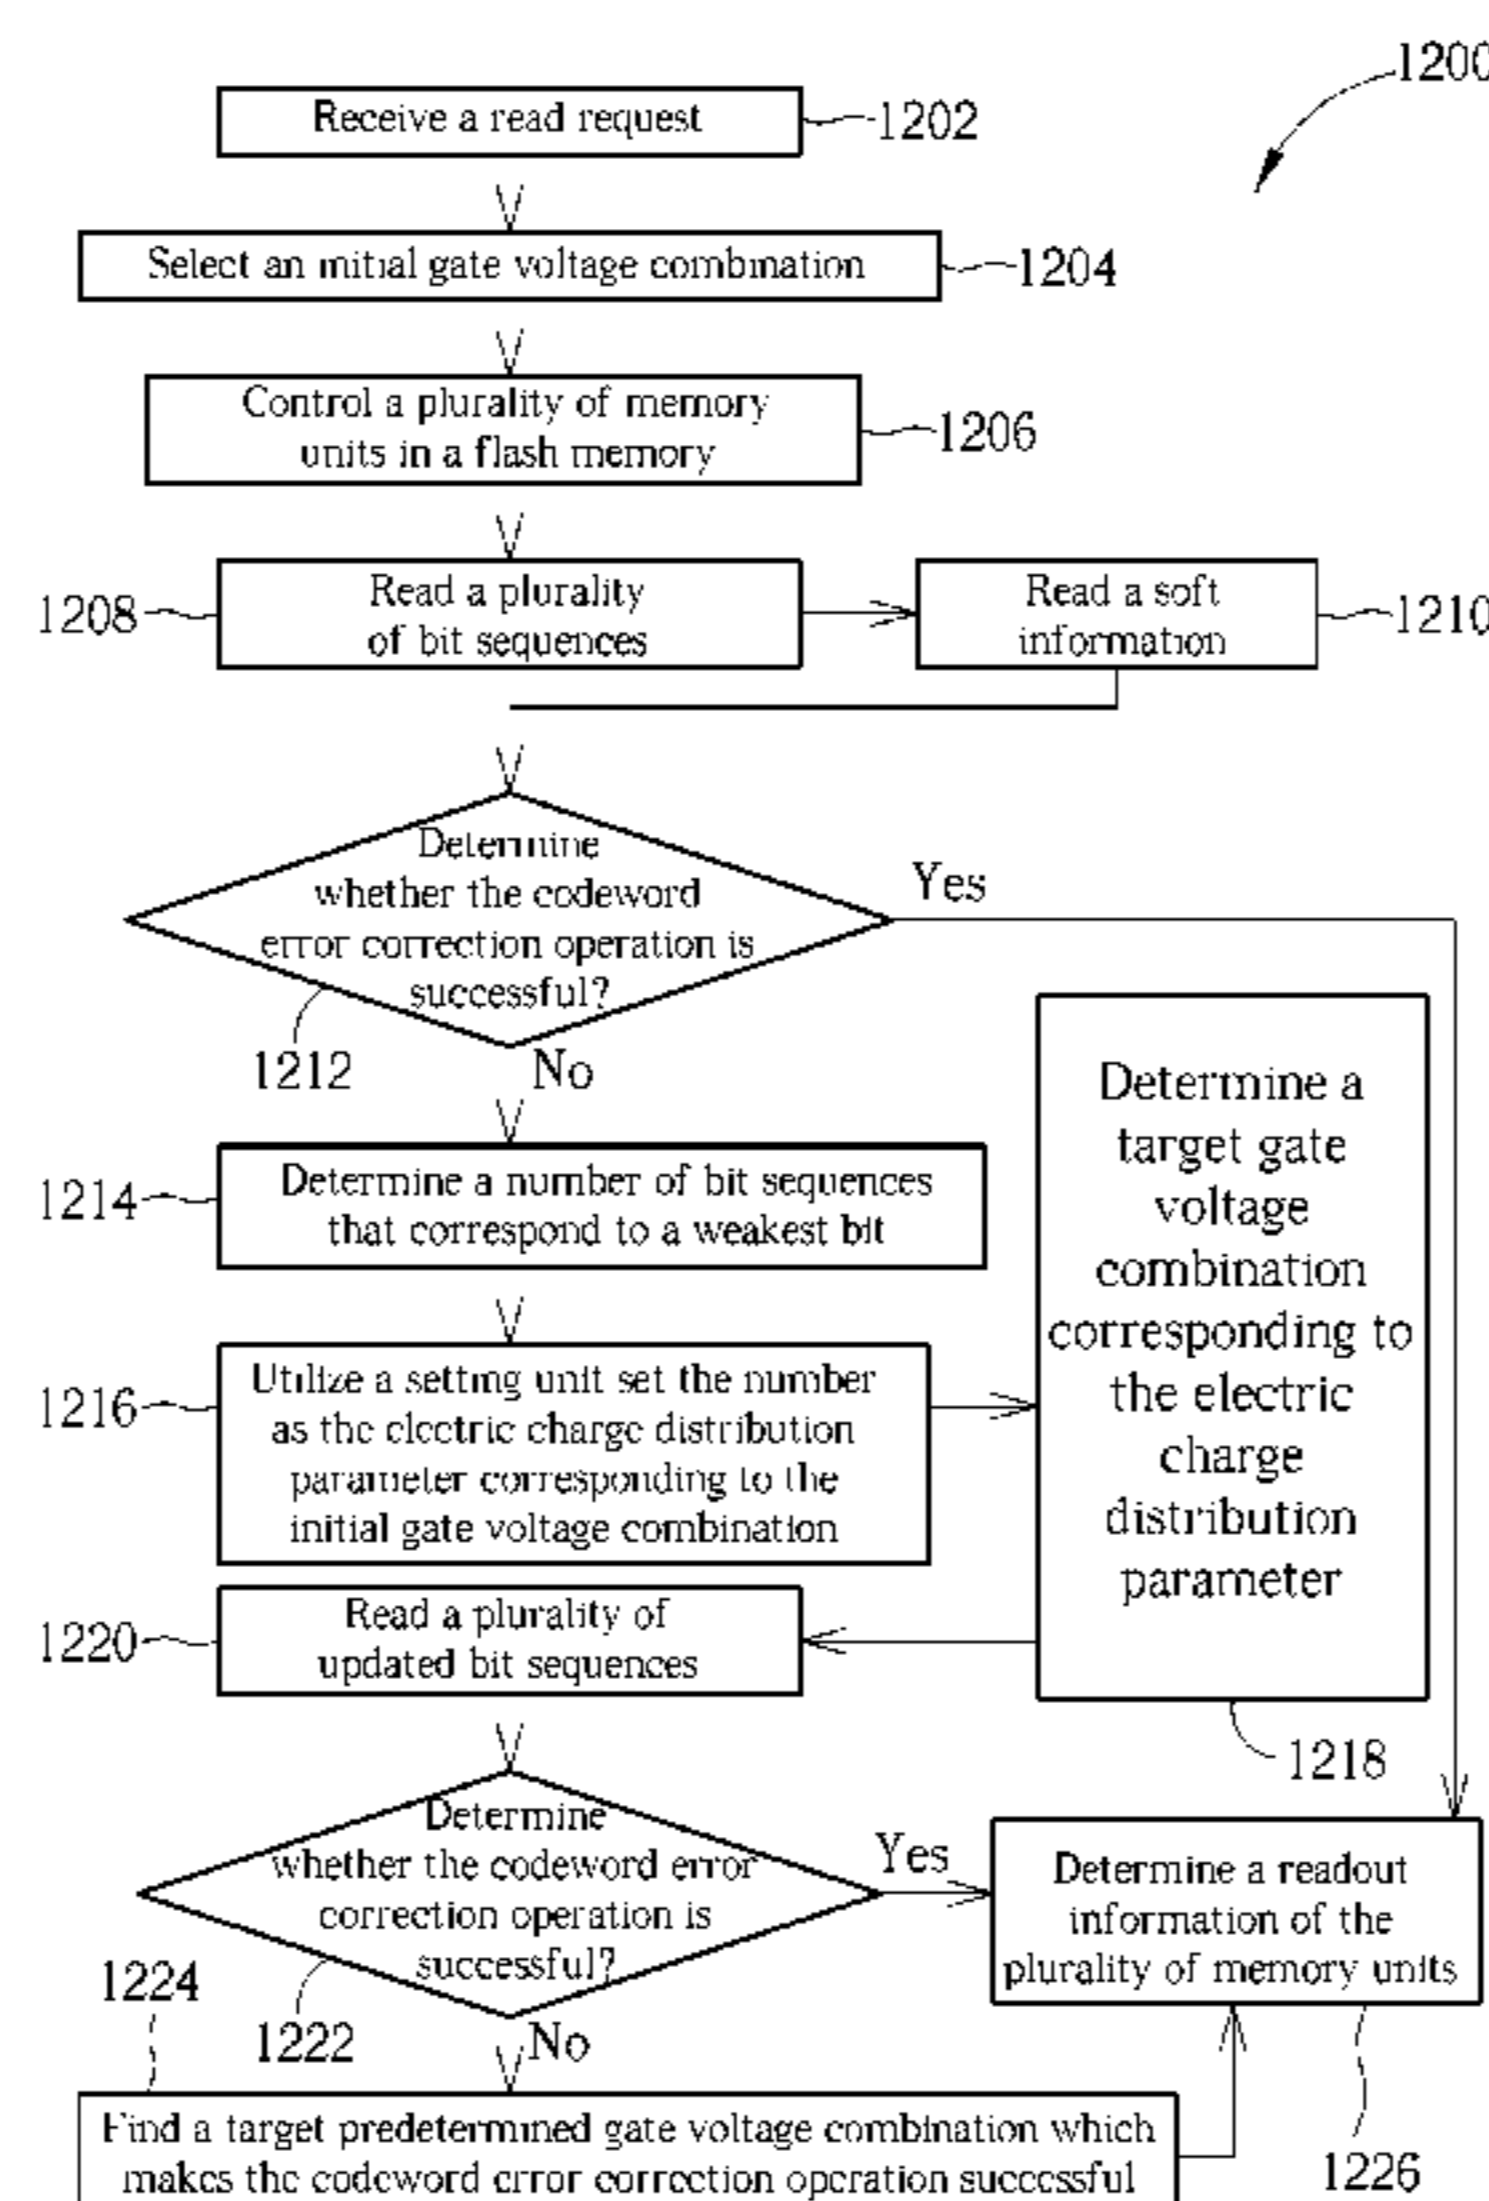 1200
Receive a read request
1202
Select an initial gate voltage combination
1204
Control a plurality of memory
units in a flash memory
1206
1208
Read a plurality
of bit sequences
Read a soft
information
1210
Determine
whether the codeword
error correction operation is
successful?
Yes
1212
No
1214
Determine a number of bit sequences
that correspond to a weakest bit
1216
Utilize a setting unit set the number
as the electric charge distribution
parameter corresponding to the
initial gate voltage combination
Determine a
target gate
voltage
combination
corresponding to
the electric
charge
distribution
parameter
1218
1220
Read a plurality of
updated bit sequences
Determine
whether the codeword error
correction operation is
successful?
Yes
1222
No
Determine a readout
information of the
plurality of memory units
1224
Find a target predetermined gate voltage combination which
makes the codeword error correction operation successful
1226